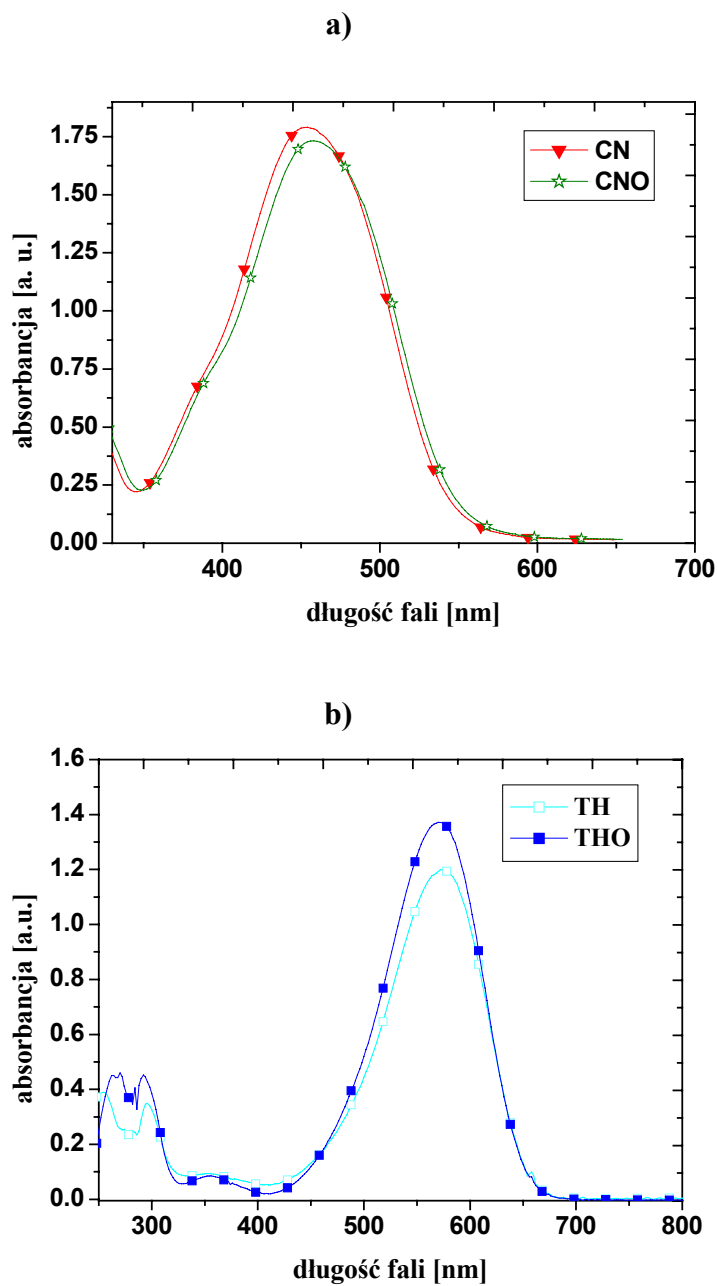 a)
1.75
1.50
1.25
1.00
0.75
0.50
0.25
0.00
absorbancja [a. u.]
CN
CNO
400 500 600 700
długość fali [nm]
b)
1.6
1.4
1.2
1.0
0.8
0.6
0.4
0.2
0.0
absorbancja [a.u.]
TH
THO
300 400 500 600 700 800
długość fali [nm]